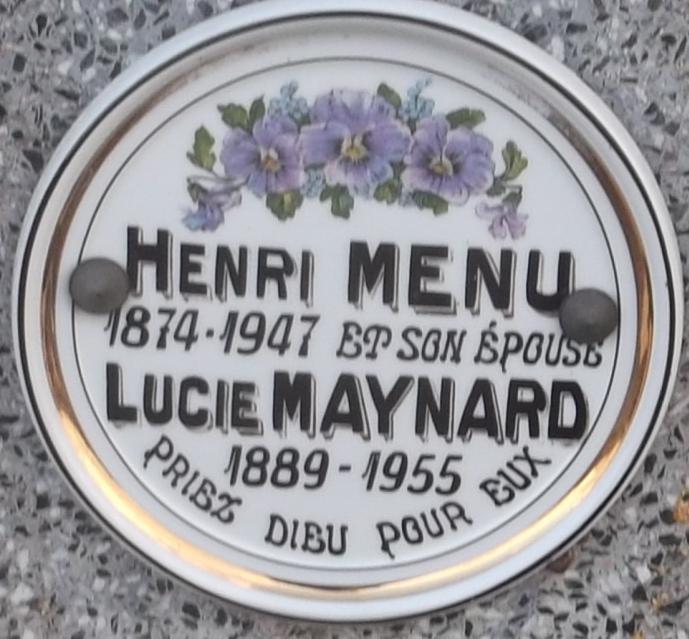 HENRI MENU
1874-1947 ET SON ÉPOUSE
LUCIE MAYNARD
1889-1955
PRIEZ DIEU POUR EUX